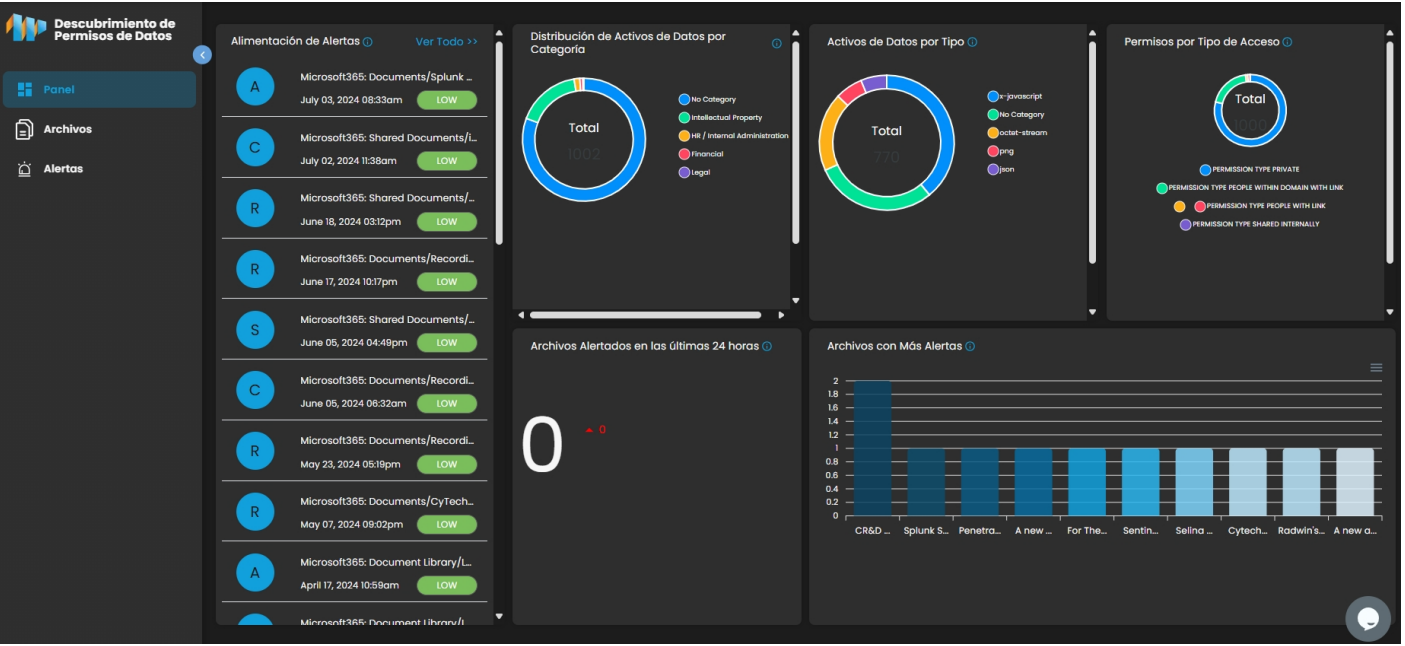 Descubrimiento de
Permisos de Datos
Panel
Archivos
Alertas
Alimentación de Alertas
Ver Todo >>
A
Microsoft365: Documents/Splunk ...
July 03, 2024 08:33am
LOW
C
Microsoft365: Shared Documents/i...
July 02, 2024 11:38am
LOW
R
Microsoft365: Shared Documents/...
June 18, 2024 03:12pm
LOW
R
Microsoft365: Documents/Recordi...
June 17, 2024 10:17pm
LOW
S
Microsoft365: Shared Documents/...
June 05, 2024 04:49pm
LOW
C
Microsoft365: Documents/Recordi...
June 05, 2024 06:32am
LOW
R
Microsoft365: Documents/Recordi...
May 23, 2024 05:19pm
LOW
R
Microsoft365: Documents/CyTech...
May 07, 2024 09:02pm
LOW
A
Microsoft365: Document Library/L...
April 17, 2024 10:59am
LOW
Microsoft365: Document Library/L...
Distribución de Activos de Datos por
Categoría
Total
1002
No Category
Intellectual Property
HR / Internal Administration
Financial
Legal
Activos de Datos por Tipo
Total
770
x-javascript
No Category
octet-stream
png
json
Permisos por Tipo de Acceso
Total
1000
PERMISSION TYPE PRIVATE
PERMISSION TYPE PEOPLE WITHIN DOMAIN WITH LINK
PERMISSION TYPE PEOPLE WITH LINK
PERMISSION TYPE SHARED INTERNALLY
Archivos Alertados en las últimas 24 horas
0
0
Archivos con Más Alertas
2
1.8
1.6
1.4
1.2
1
0.8
0.6
0.4
0.2
0
CR&D ...
Splunk S...
Penetra...
A new ...
For The...
Sentin...
Selina ...
Cytech...
Radwin's...
A new a...